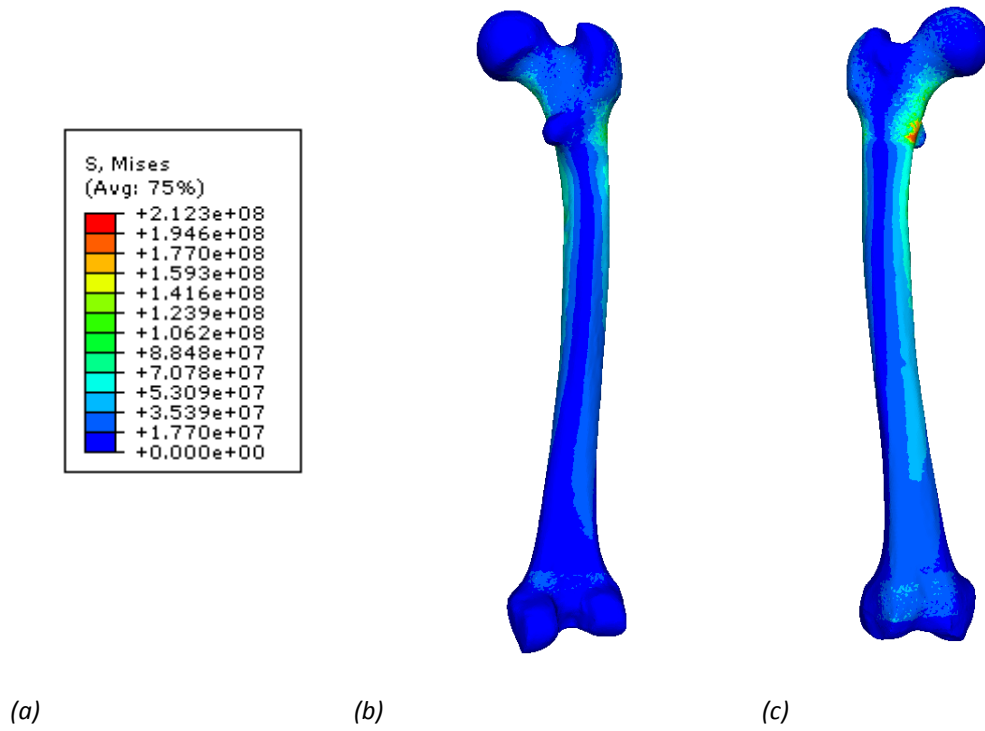 S, Mises
(Avg: 75%)
+2.123e+08
+1.946e+08
+1.770e+08
+1.593e+08
+1.416e+08
+1.239e+08
+1.062e+08
+8.848e+07
+7.078e+07
+5.309e+07
+3.539e+07
+1.770e+07
+0.000e+00
(a) (b) (c)